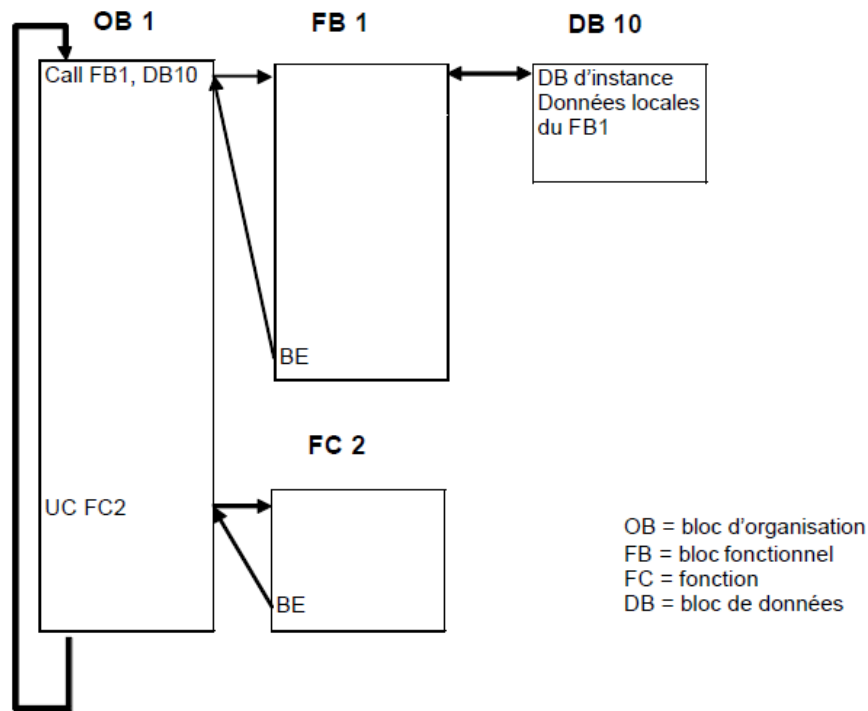 OB 1
FB 1
DB 10
Call FB1, DB10
DB d'instance
Données locales
du FB1
BE
FC 2
UC FC2
BE
OB = bloc d'organisation
FB = bloc fonctionnel
FC = fonction
DB = bloc de données